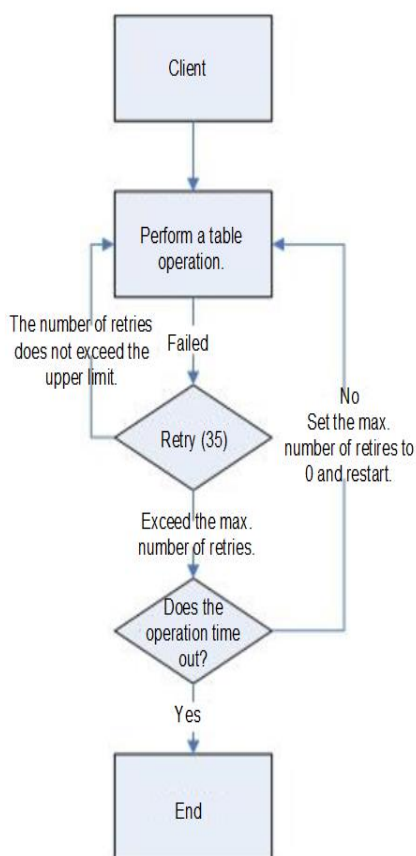 Client
Perform a table
operation.
The number of retries
does not exceed the
upper limit.
Failed
Retry (35)
No
Set the max.
number of retires to
0 and restart.
Exceed the max.
number of retries.
Does the
operation time
out?
Yes
End